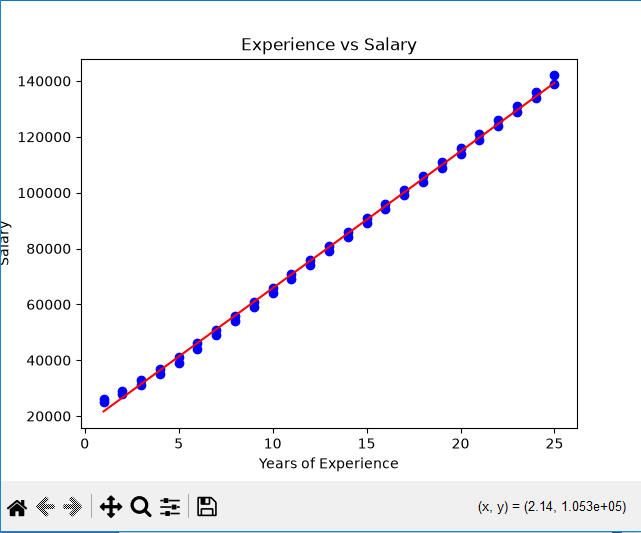 Experience vs Salary
140000
120000
100000
80000
60000
40000
20000
Salary
0 5 10 15 20 25
Years of Experience
(x, y) = (2.14, 1.053e+05)